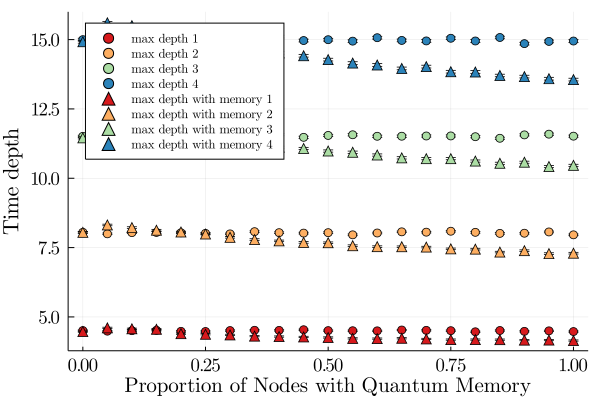 15.0
12.5
10.0
7.5
5.0
Time depth
max depth 1
max depth 2
max depth 3
max depth 4
max depth with memory 1
max depth with memory 2
max depth with memory 3
max depth with memory 4
0.00 0.25 0.50 0.75 1.00
Proportion of Nodes with Quantum Memory